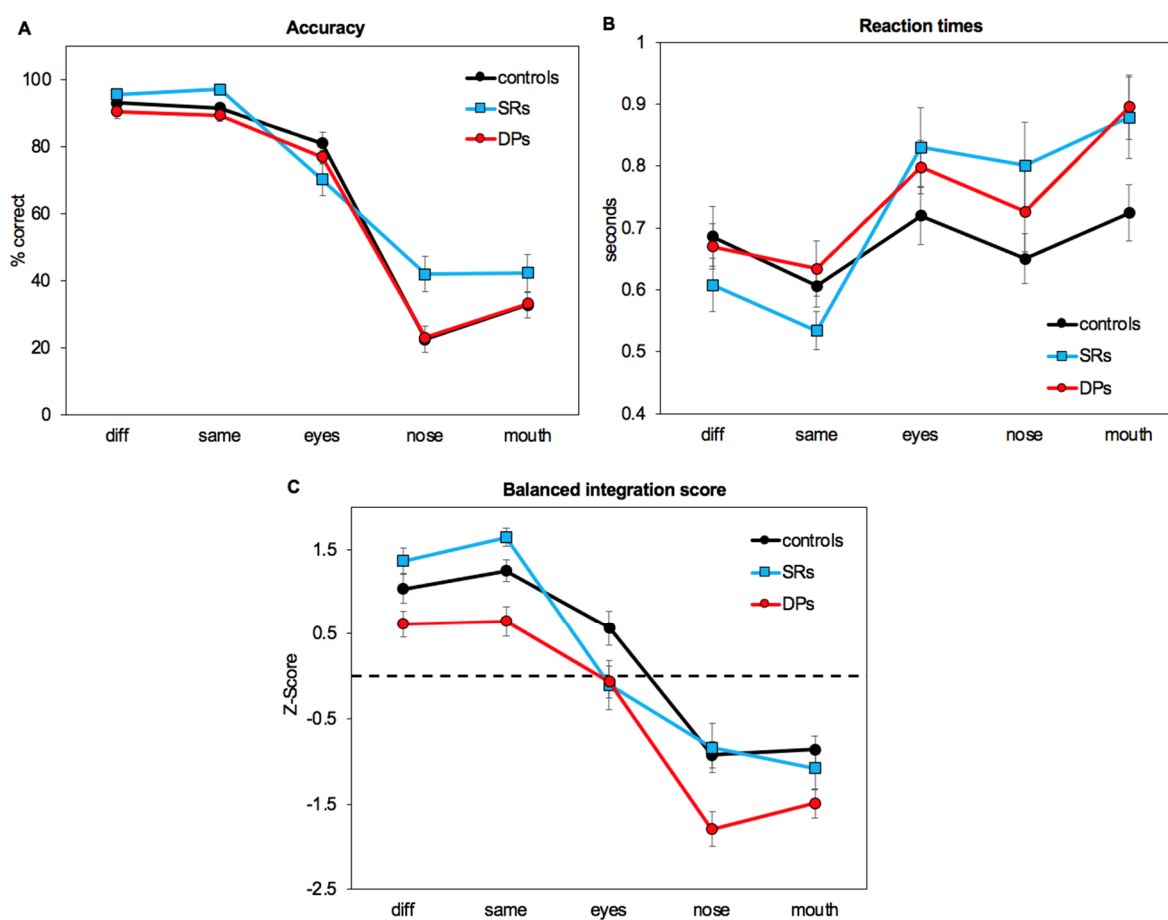 A
Accuracy
% correct
100
80
60
40
20
0
controls
SRs
DPs
diff same eyes nose mouth
B
Reaction times
seconds
1
0.9
0.8
0.7
0.6
0.5
0.4
controls
SRs
DPs
diff same eyes nose mouth
C
Balanced integration score
Z-Score
1.5
0.5
-0.5
-1.5
-2.5
controls
SRs
DPs
diff same eyes nose mouth